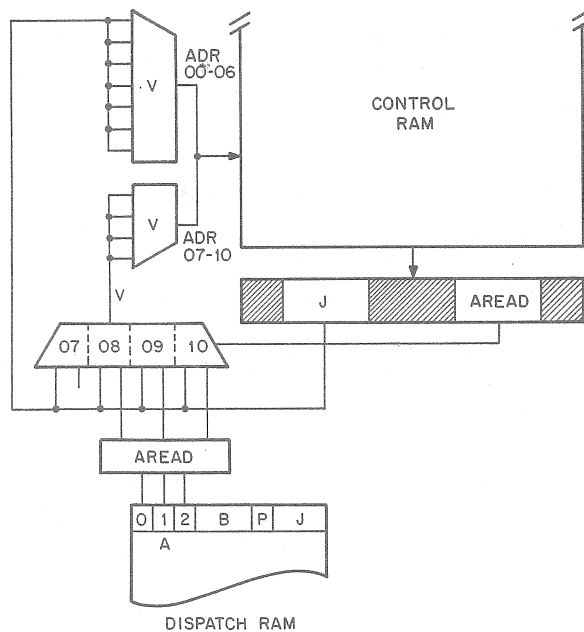 ADR
00-06
V
CONTROL
RAM
V
ADR
07-10
V
J
AREAD
07 08 09 10
AREAD
0 1 2 B P J
A
DISPATCH RAM